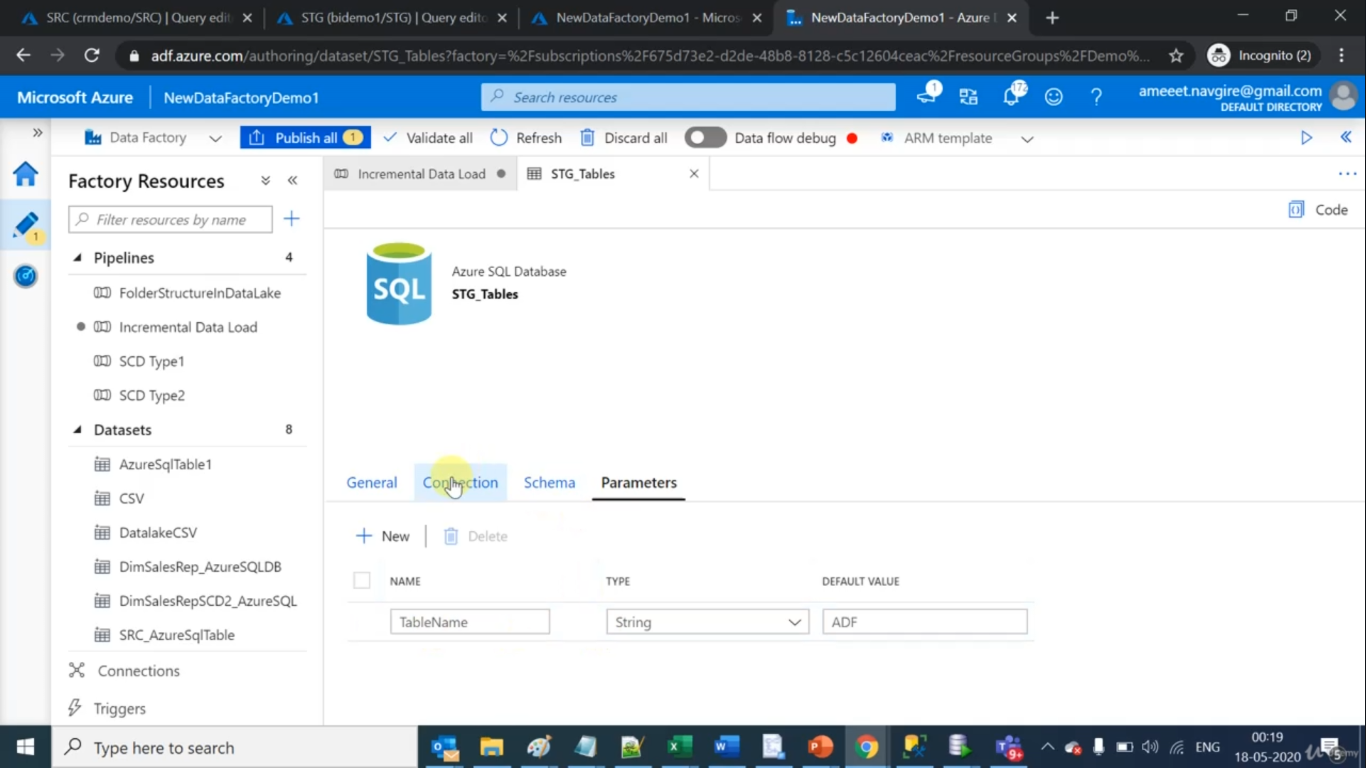 SRC (crmdemo/SRC) | Query edit
STG (bidemo1/STG) | Query edito
NewDataFactoryDemo1 - Micros
NewDataFactoryDemo1 - Azure
adf.azure.com/authoring/dataset/STG_Tables?factory=%2Fsubscriptions%2F675d73e2-d2de-48b8-8128-c5c12604ceac%2FresourceGroups%2FDemo%...
Incognito (2)
Microsoft Azure
NewDataFactoryDemo1
Search resources
1
172
?
ameeet.navgire@gmail.com
DEFAULT DIRECTORY
Data Factory
Publish all 1
Validate all
Refresh
Discard all
Data flow debug
ARM template
Factory Resources
Incremental Data Load
STG_Tables
Filter resources by name
Code
1
Pipelines 4
FolderStructureInDataLake
Incremental Data Load
SCD Type1
SCD Type2
Datasets 8
AzureSqlTable1
CSV
DatalakeCSV
DimSalesRep_AzureSQLDB
DimSalesRepSCD2_AzureSQL
SRC_AzureSqlTable
Connections
Triggers
SQL
Azure SQL Database
STG_Tables
General
Connection
Schema
Parameters
New
Delete
NAME
TYPE
DEFAULT VALUE
TableName
String
ADF
Type here to search
9+
ENG
00:19
18-05-2020
5